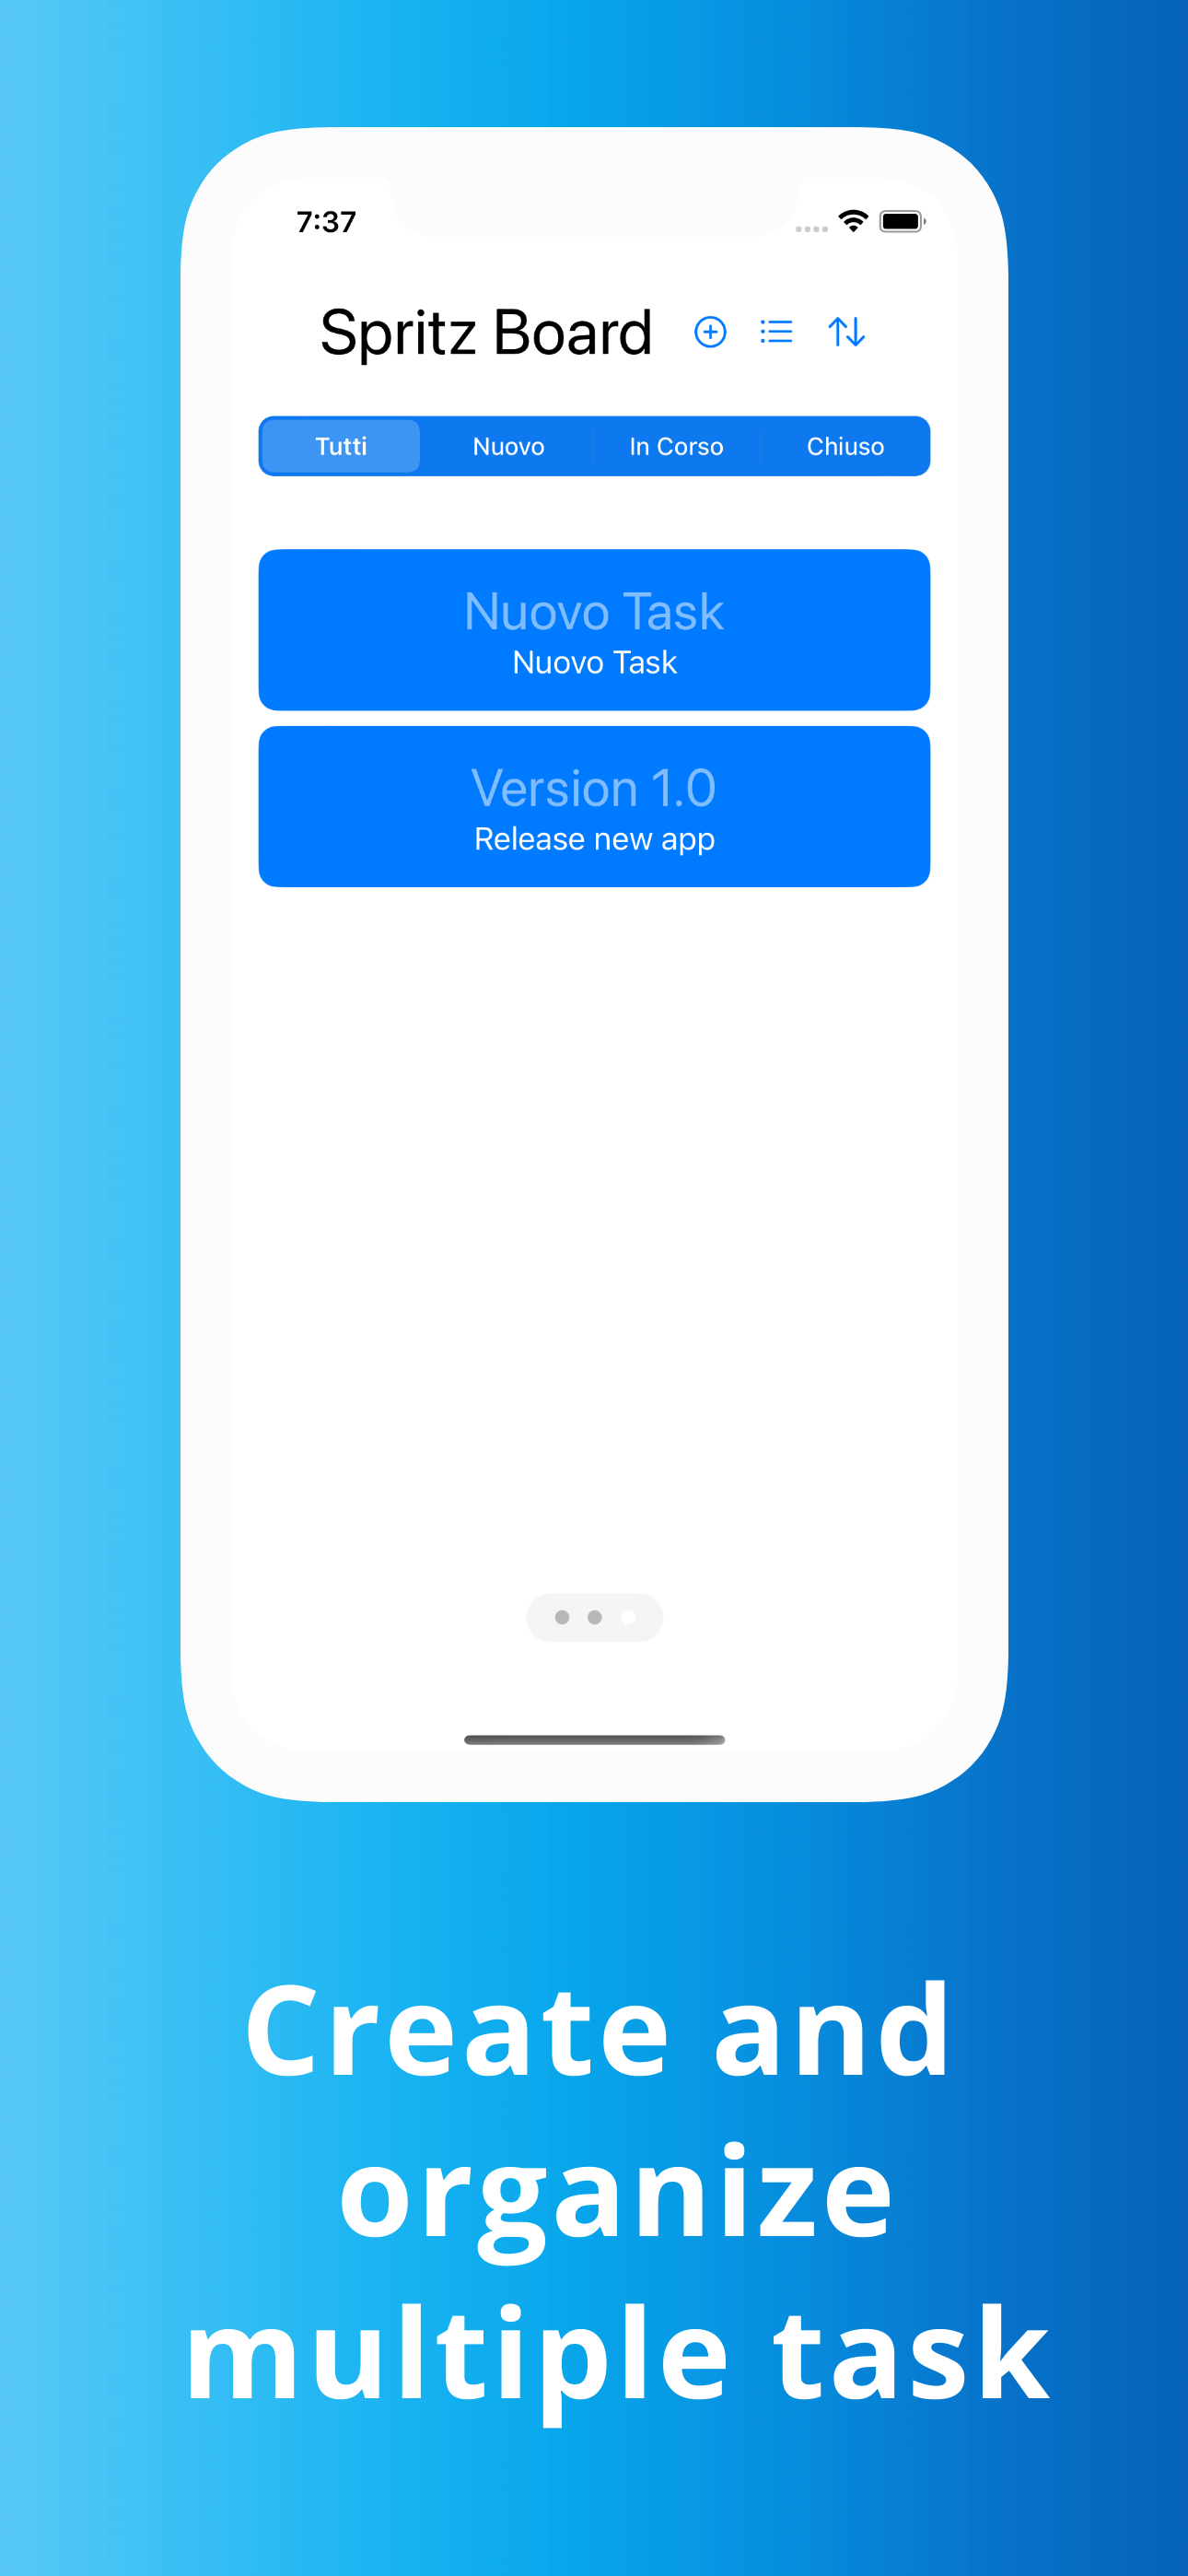 7:37
Spritz Board
Tutti Nuovo In Corso Chiuso
Nuovo Task
Nuovo Task
Version 1.0
Release new app
Create and
organize
multiple task